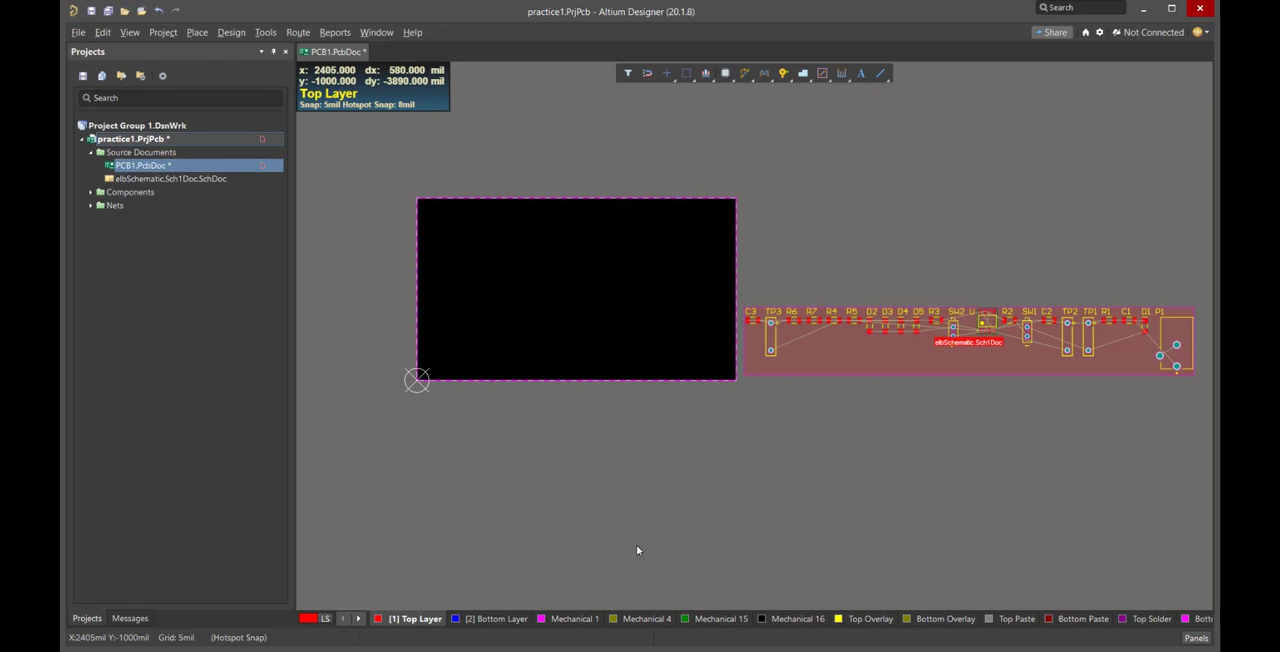 practice1.PrjPcb - Altium Designer (20.1.8)
Search
File Edit View Project Place Design Tools Route Reports Window Help
Share
Not Connected
Projects
PCB1.PcbDoc *
x: 2405.000 dx: 580.000 mil
y: -1000.000 dy: -3890.000 mil
Top Layer
Snap: 5mil Hotspot Snap: 8mil
Search
Project Group 1.DsnWrk
practice1.PrjPcb *
Source Documents
PCB1.PcbDoc *
elbSchematic.Sch1Doc.SchDoc
Components
Nets
C3 TP3 R6 R7 R4 R5 D2 D3 D4 D5 R3 SW2 U R2 SW1 C2 TP2 TP1 R1 C1 D1 P1
elbSchematic.Sch1Doc
Projects Messages
LS [1] Top Layer [2] Bottom Layer Mechanical 1 Mechanical 4 Mechanical 15 Mechanical 16 Top Overlay Bottom Overlay Top Paste Bottom Paste Top Solder Botto
X:2405mil Y:-1000mil Grid: 5mil (Hotspot Snap)
Panels